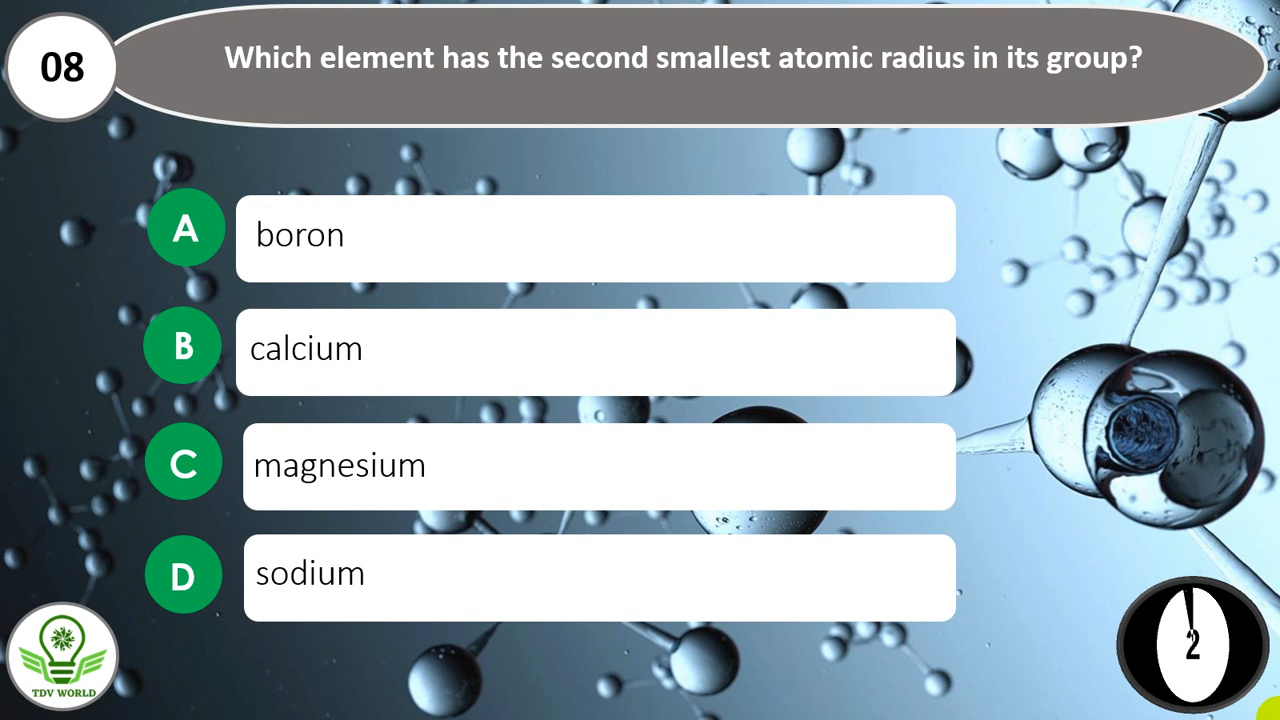 08
Which element has the second smallest atomic radius in its group?
A
boron
B
calcium
C
magnesium
D
sodium
TDV WORLD
2